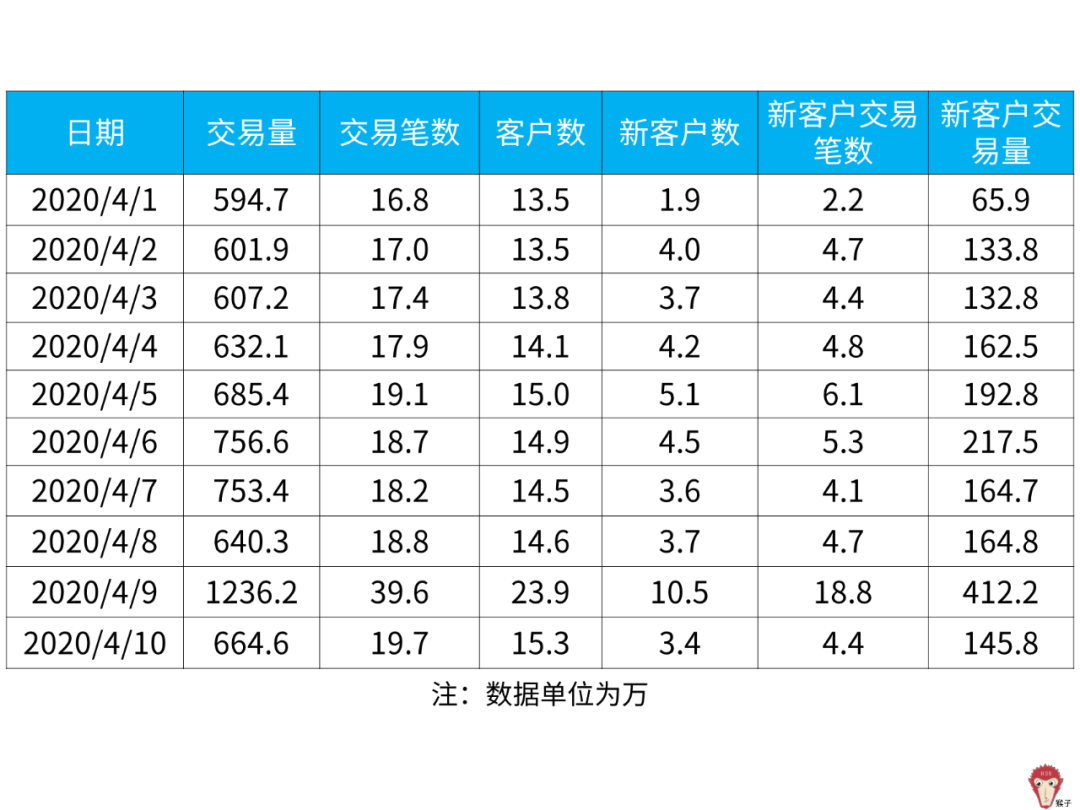 日期 交易量 交易笔数 客户数 新客户数 新客户交易笔数 新客户交易量
2020/4/1 594.7 16.8 13.5 1.9 2.2 65.9
2020/4/2 601.9 17.0 13.5 4.0 4.7 133.8
2020/4/3 607.2 17.4 13.8 3.7 4.4 132.8
2020/4/4 632.1 17.9 14.1 4.2 4.8 162.5
2020/4/5 685.4 19.1 15.0 5.1 6.1 192.8
2020/4/6 756.6 18.7 14.9 4.5 5.3 217.5
2020/4/7 753.4 18.2 14.5 3.6 4.1 164.7
2020/4/8 640.3 18.8 14.6 3.7 4.7 164.8
2020/4/9 1236.2 39.6 23.9 10.5 18.8 412.2
2020/4/10 664.6 19.7 15.3 3.4 4.4 145.8
注：数据单位为万
猴子